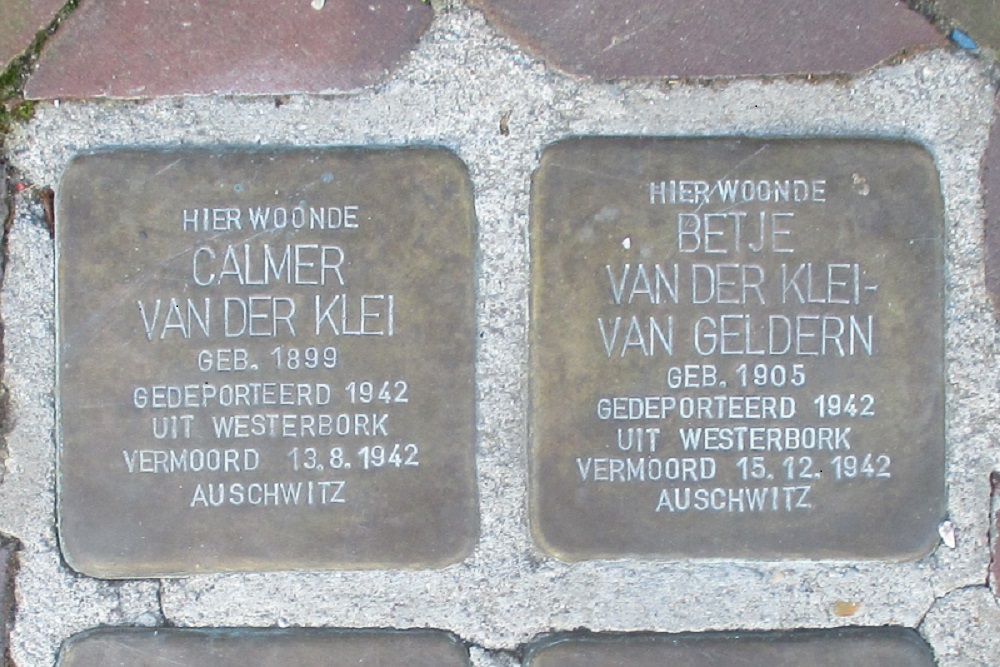 HIER WOONDE
CALMER
VAN DER KLEI
GEB. 1899
GEDEPORTEERD 1942
UIT WESTERBORK
VERMOORD 13.8.1942
AUSCHWITZ
HIER WOONDE
BETJE
VAN DER KLEI-
VAN GELDERN
GEB. 1905
GEDEPORTEERD 1942
UIT WESTERBORK
VERMOORD 15.12.1942
AUSCHWITZ